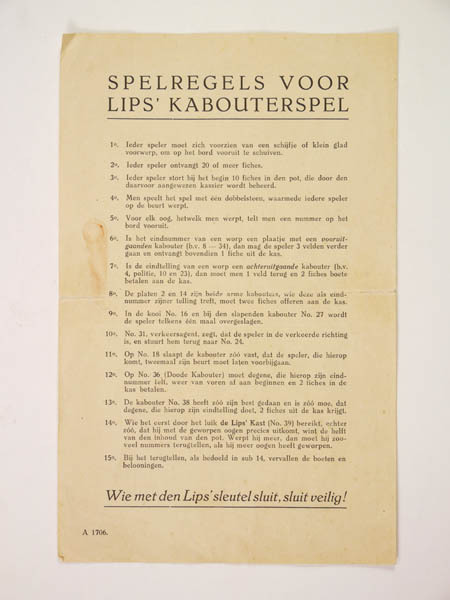 SPELREGELS VOOR
LIPS' KABOUTERSPEL
1º. Ieder speler moet zich voorzien van een schijfje of klein glad
voorwerp, om op het bord vooruit te schuiven.
2º. Ieder speler ontvangt 20 of meer fiches.
3º. Ieder speler stort bij het begin 10 fiches in den pot, die door den
daarvoor aangewezen kassier wordt beheerd.
4º. Men speelt het spel met één dobbelsteen, waarmede iedere speler
op de beurt werpt.
5º. Voor elk oog, hetwelk men werpt, telt men een nummer op het
bord vooruit.
6º. Is het eindnummer van een worp een plaatje met een vooruit-
gaanden kabouter (b.v. 8 — 34), dan mag de speler 3 velden verder
gaan en ontvangt bovendien 1 fiche uit de kas.
7º. Is de eindtelling van een worp een achteruitgaande kabouter (b.v.
4, politie, 10 en 23), dan moet men 1 veld terug en 2 fiches boete
betalen aan de kas.
8º. De platen 2 en 14 zijn beide arme kabouters, wie deze als eind-
nummer zijner telling treft, moet twee fiches offeren aan de kas.
9º. In de kooi No. 16 en bij den slapenden kabouter No. 27 wordt
de speler telkens één maal overgeslagen.
10º. No. 31, verkeersagent, zegt, dat de speler in de verkeerde richting
is, en stuurt hem terug naar No. 24.
11º. Op No. 18 slaapt de kabouter zóó vast, dat de speler, die hierop
komt, tweemaal zijn beurt moet laten voorbijgaan.
12º. Op No. 36 (Doode Kabouter) moet degene, die hierop zijn eind-
nummer telt, weer van voren af aan beginnen en 2 fiches in de
kas betalen.
13º. De kabouter No. 38 heeft zóó zijn best gedaan en is zóó moe, dat
degene, die hierop zijn eindtelling doet, 2 fiches uit de kas krijgt.
14º. Wie het eerst door het luik de Lips' Kast (No. 39) bereikt, echter
zóó, dat hij met de geworpen oogen precies uitkomt, wint de helft
van den inhoud van den pot. Werpt hij meer, dan moet hij zoo-
veel nummers terugtellen, als hij meer oogen heeft geworpen.
15º. Bij het terugtellen, als bedoeld in sub 14, vervallen de boeten en
belooningen.
Wie met den Lips' sleutel sluit, sluit veilig!
A 1706.